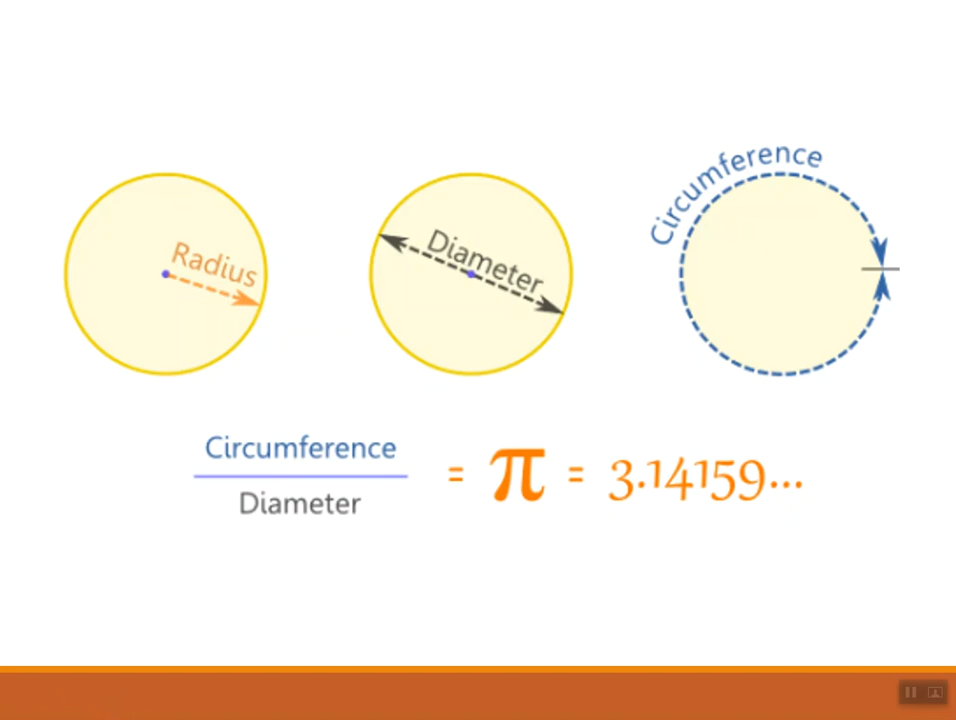 Radius
Diameter
Circumference
Circumference
Diameter
= π = 3.14159...